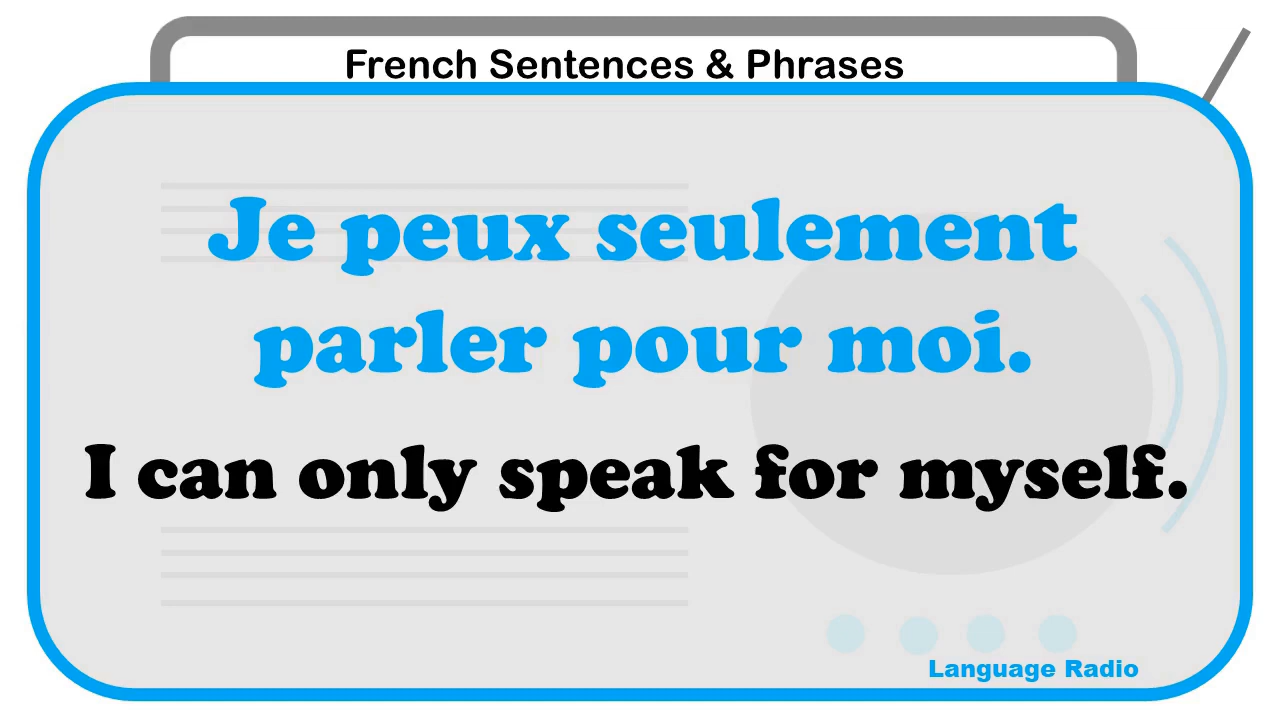 French Sentences & Phrases
Je peux seulement
parler pour moi.
I can only speak for myself.
Language Radio